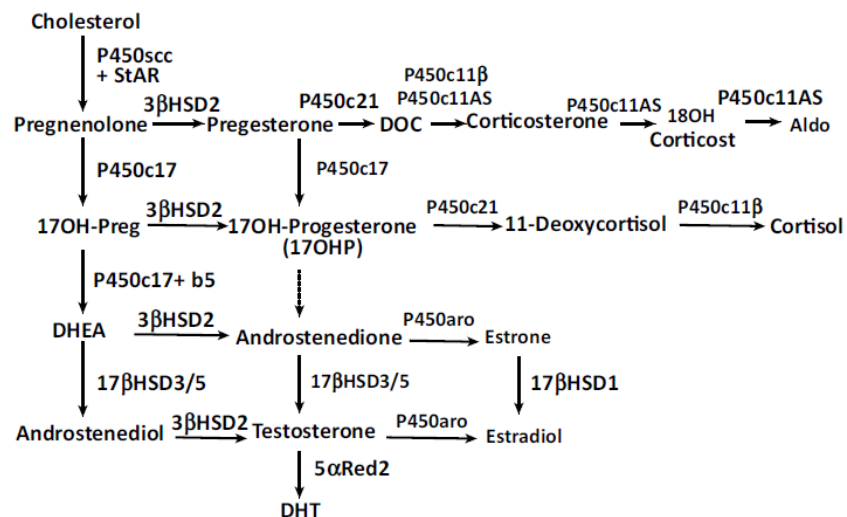 Cholesterol
P450scc
+ StAR
P450c11β
3βHSD2 P450c21 P450c11AS P450c11AS P450c11AS
Pregnenolone Pregesterone DOC Corticosterone 18OH Aldo
Corticost
P450c17 P450c17
3βHSD2 P450c21 P450c11β
17OH-Preg 17OH-Progesterone 11-Deoxycortisol Cortisol
(17OHP)
P450c17+ b5
3βHSD2 P450aro
DHEA Androstenedione Estrone
17βHSD3/5 17βHSD3/5 17βHSD1
3βHSD2 P450aro
Androstenediol Testosterone Estradiol
5αRed2
DHT